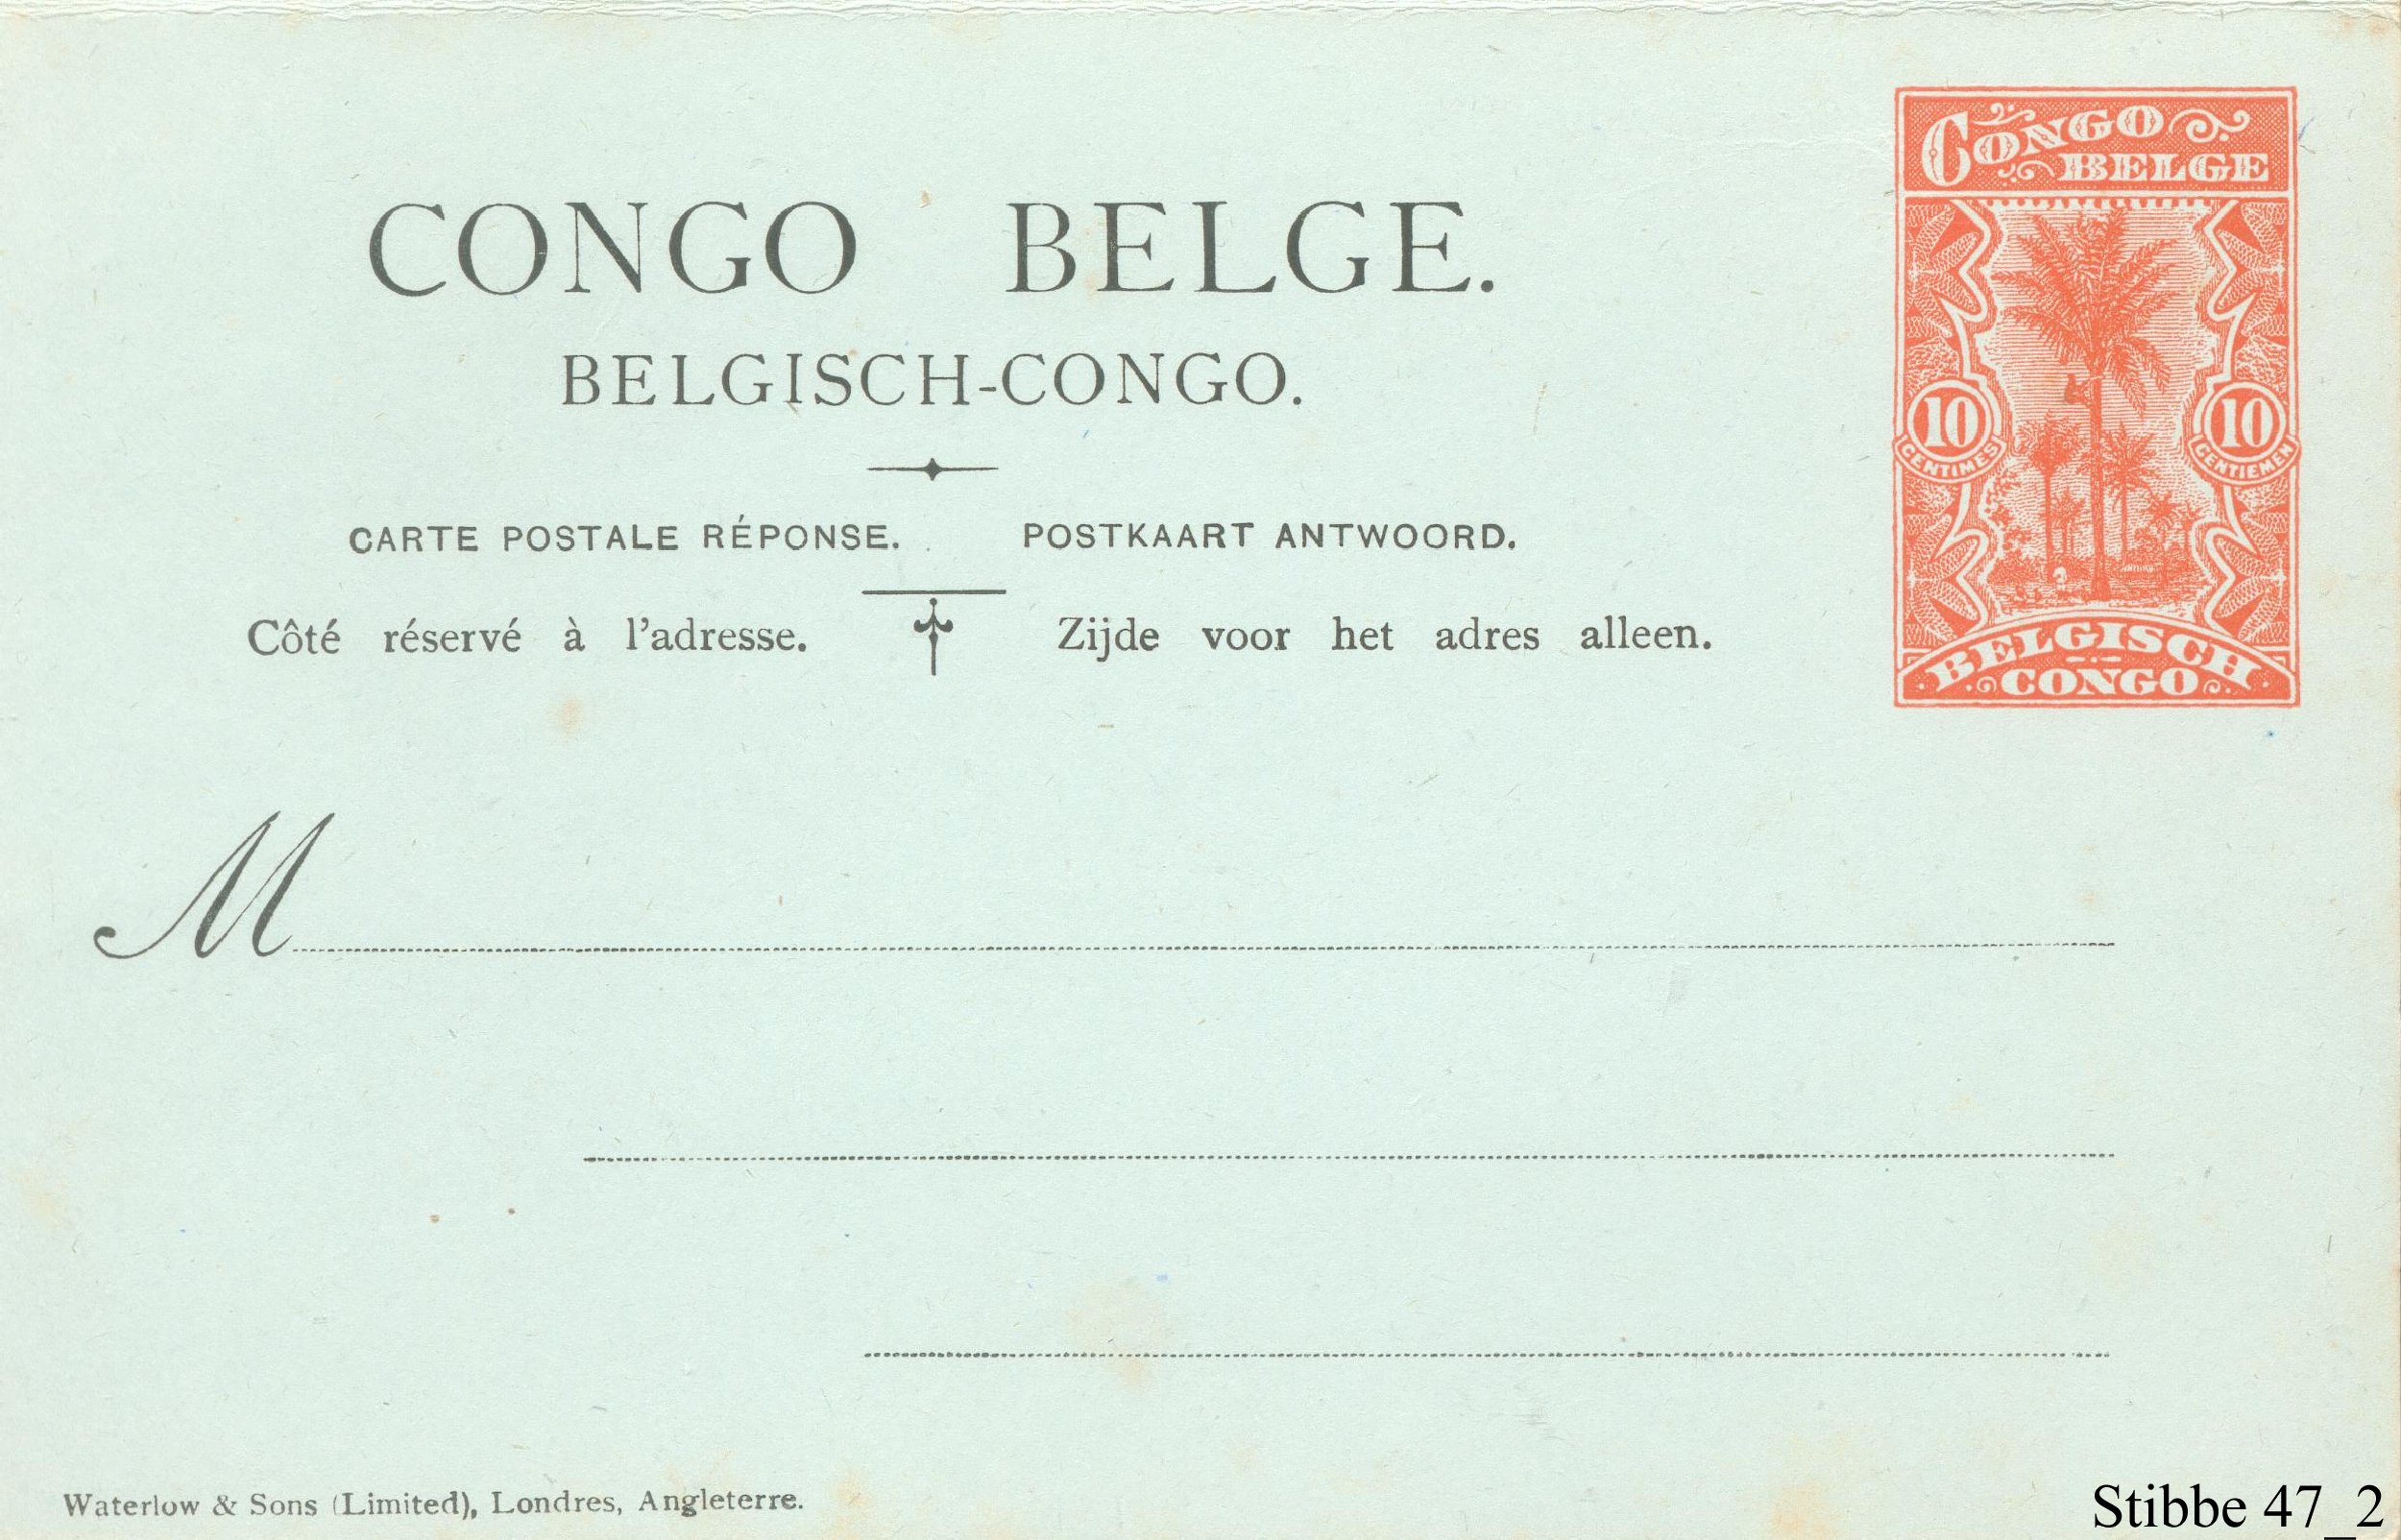 CONGO BELGE.
BELGISCH-CONGO.
CARTE POSTALE RÉPONSE. POSTKAART ANTWOORD.
Côté réservé à l'adresse. Zijde voor het adres alleen.
CONGO
BELGE
10 10
CENTIMES CENTIEMEN
BELGISCH
CONGO
M
Waterlow & Sons (Limited), Londres, Angleterre.
Stibbe 47_2